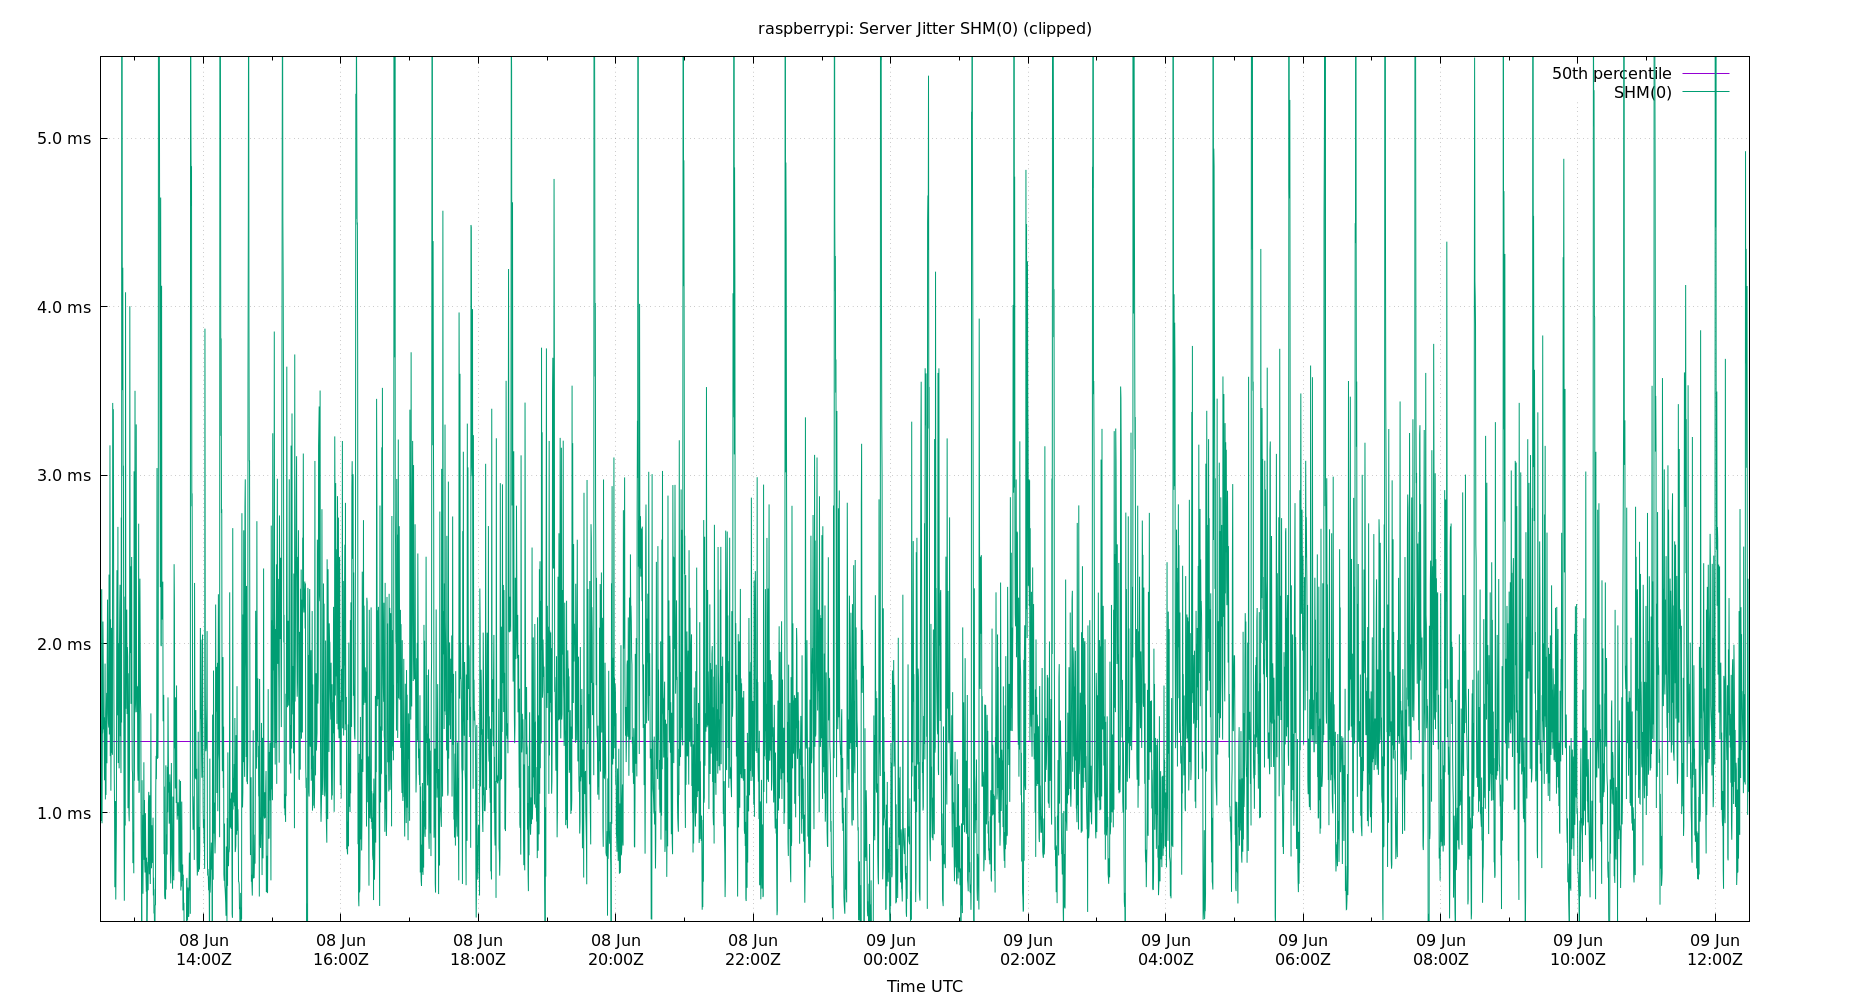 raspberrypi: Server Jitter SHM(0) (clipped)
50th percentile
SHM(0)
5.0 ms
4.0 ms
3.0 ms
2.0 ms
1.0 ms
08 Jun 08 Jun 08 Jun 08 Jun 08 Jun 09 Jun 09 Jun 09 Jun 09 Jun 09 Jun 09 Jun 09 Jun
14:00Z 16:00Z 18:00Z 20:00Z 22:00Z 00:00Z 02:00Z 04:00Z 06:00Z 08:00Z 10:00Z 12:00Z
Time UTC